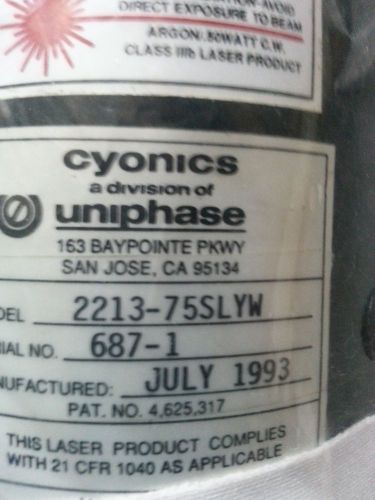 DIRECT EXPOSURE TO BEAM
ARGON/.50WATT C.W.
CLASS IIIb LASER PRODUCT
cyonics
a division of
uniphase
163 BAYPOINTE PKWY
SAN JOSE, CA 95134
DEL 2213-75SLYW
IAL NO. 687-1
NUFACTURED: JULY 1993
PAT. NO. 4,625,317
THIS LASER PRODUCT COMPLIES
WITH 21 CFR 1040 AS APPLICABLE